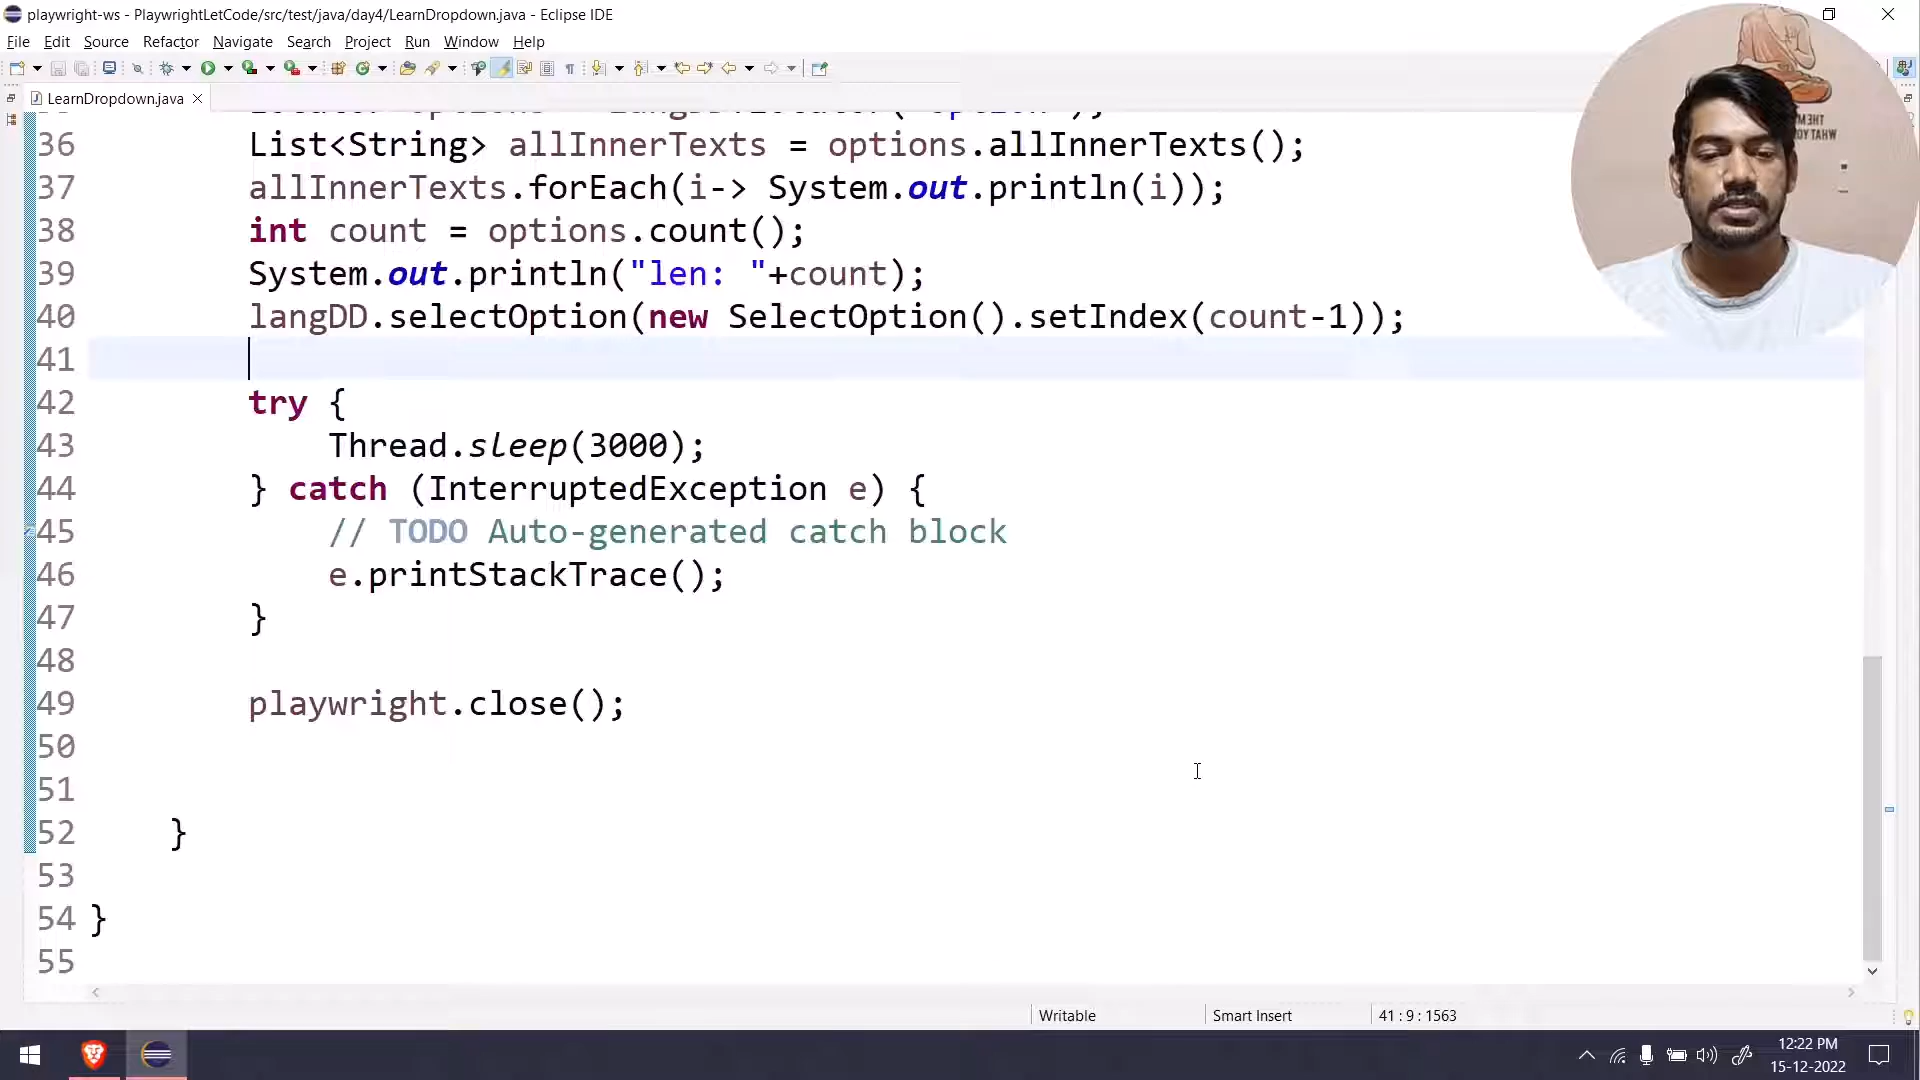 playwright-ws - PlaywrightLetCode/src/test/java/day4/LearnDropdown.java - Eclipse IDE
File Edit Source Refactor Navigate Search Project Run Window Help
LearnDropdown.java
36 List<String> allInnerTexts = options.allInnerTexts();
37 allInnerTexts.forEach(i-> System.out.println(i));
38 int count = options.count();
39 System.out.println("len: "+count);
40 langDD.selectOption(new SelectOption().setIndex(count-1));
41
42 try {
43 Thread.sleep(3000);
44 } catch (InterruptedException e) {
45 // TODO Auto-generated catch block
46 e.printStackTrace();
47 }
48
49 playwright.close();
50
51
52 }
53
54 }
55
Writable Smart Insert 41 : 9 : 1563
12:22 PM
15-12-2022